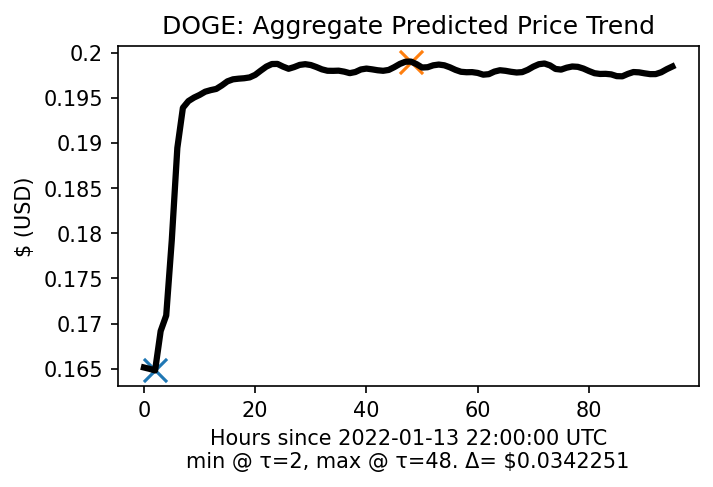 DOGE: Aggregate Predicted Price Trend
$ (USD)
0.2
0.195
0.19
0.185
0.18
0.175
0.17
0.165
0 20 40 60 80
Hours since 2022-01-13 22:00:00 UTC
min @ τ=2, max @ τ=48. Δ= $0.0342251